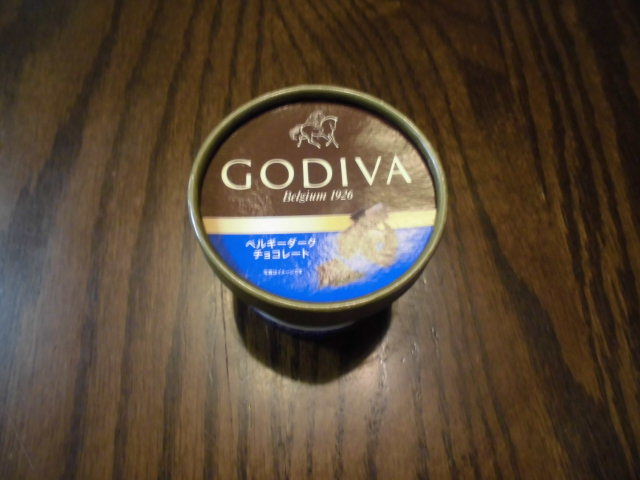 GODIVA
Belgium 1926
ベルギーダーク
チョコレート